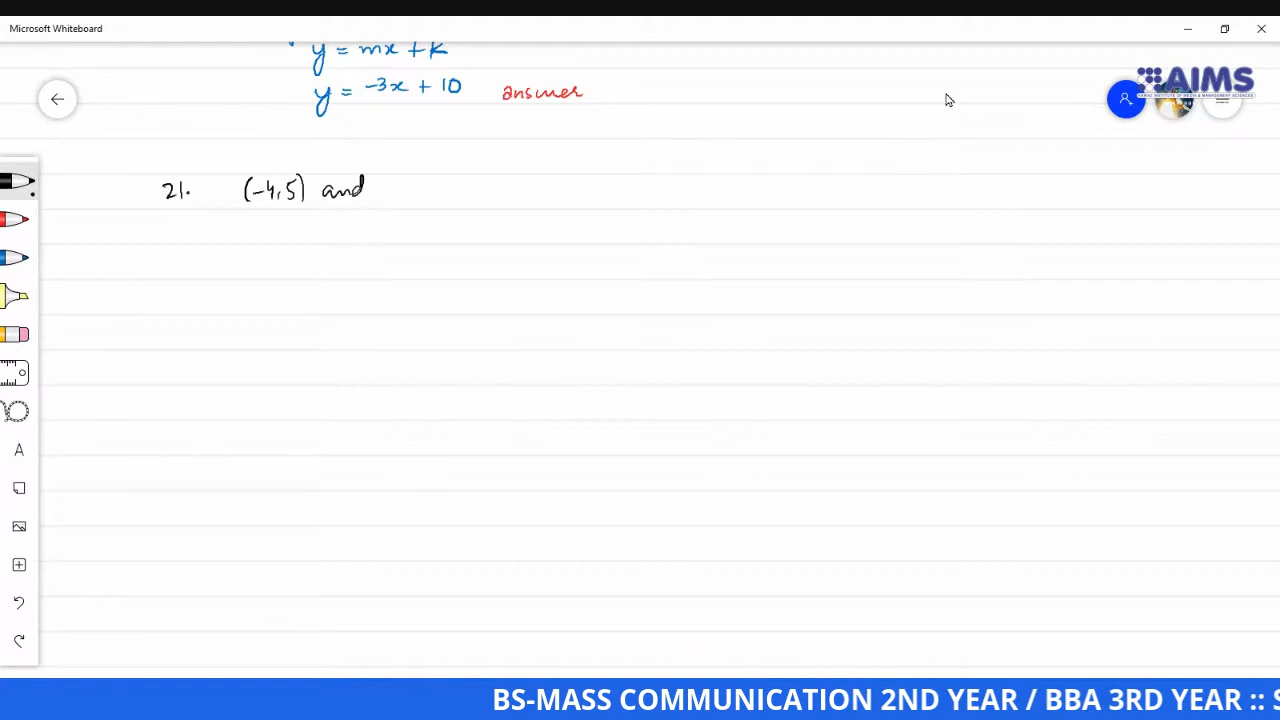 Microsoft Whiteboard
y = mx + k
y = -3x + 10 answer
AIMS
21. (-4,5) and
A
BS-MASS COMMUNICATION 2ND YEAR / BBA 3RD YEAR :: S